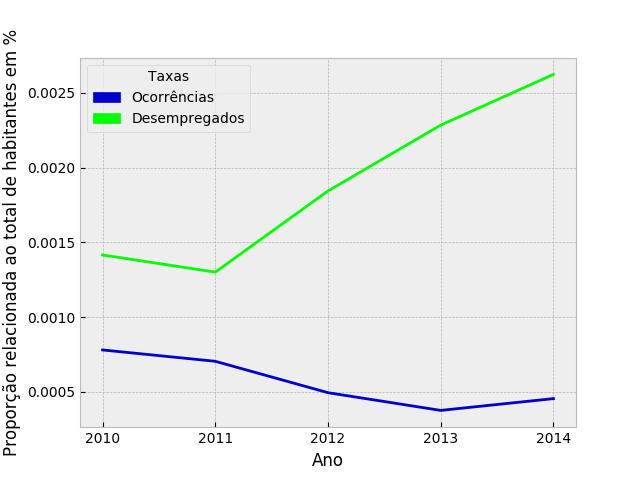 Proporção relacionada ao total de habitantes em %
Taxas
Ocorrências
Desempregados
0.0025
0.0020
0.0015
0.0010
0.0005
2010 2011 2012 2013 2014
Ano